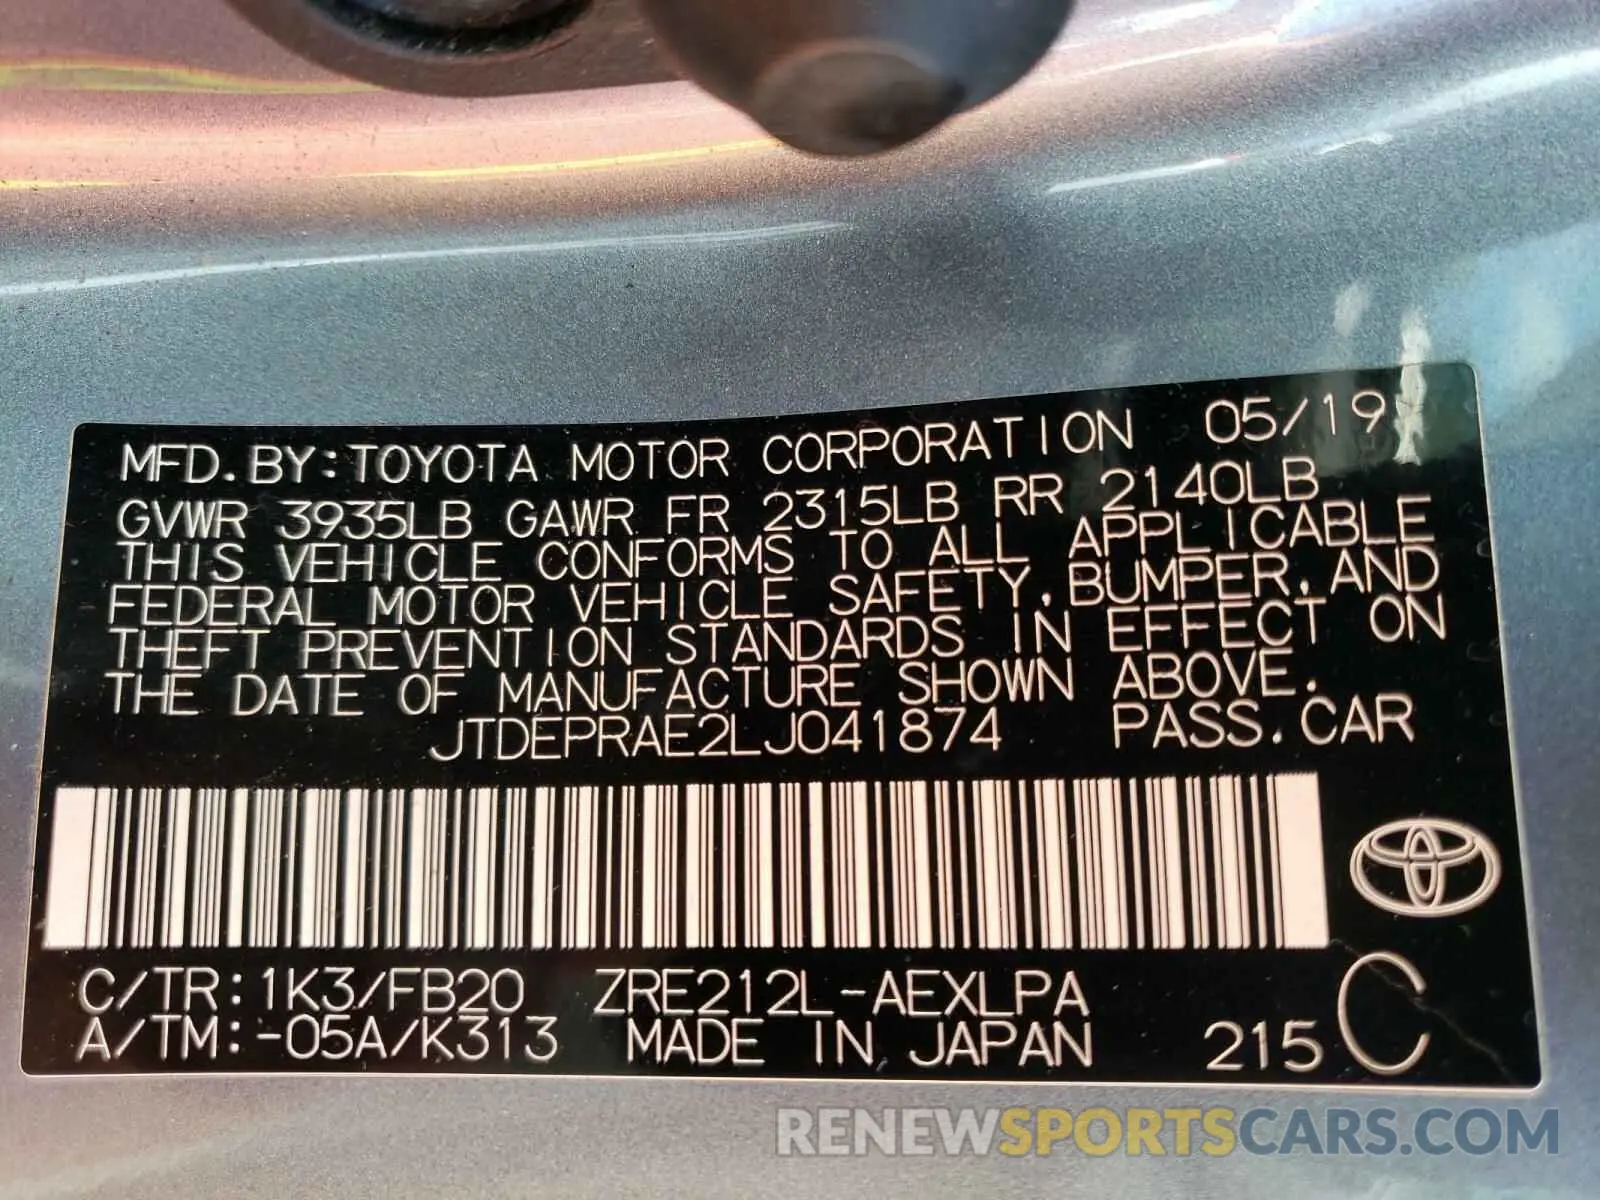 MFD.BY:TOYOTA MOTOR CORPORATION 05/19
GVWR 3935LB GAWR FR 2315LB RR 2140LB
THIS VEHICLE CONFORMS TO ALL APPLICABLE
FEDERAL MOTOR VEHICLE SAFETY,BUMPER,AND
THEFT PREVENTION STANDARDS IN EFFECT ON
THE DATE OF MANUFACTURE SHOWN ABOVE.
JTDEPRAE2LJ041874 PASS.CAR
C/TR:1K3/FB20 ZRE212L-AEXLPA
A/TM:-05A/K313 MADE IN JAPAN 215 C
RENEWSPORTSCARS.COM